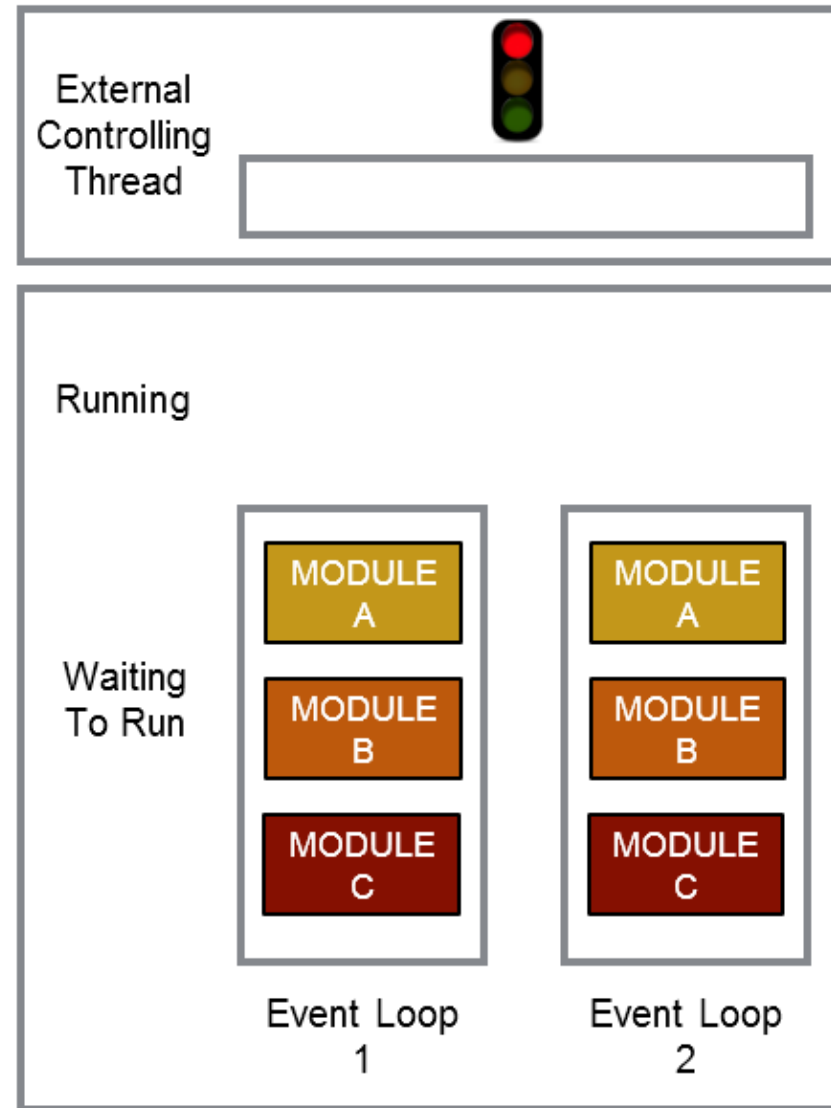 External
Controlling
Thread
Running
Waiting
To Run
MODULE
A
MODULE
B
MODULE
C
MODULE
A
MODULE
B
MODULE
C
Event Loop
1
Event Loop
2